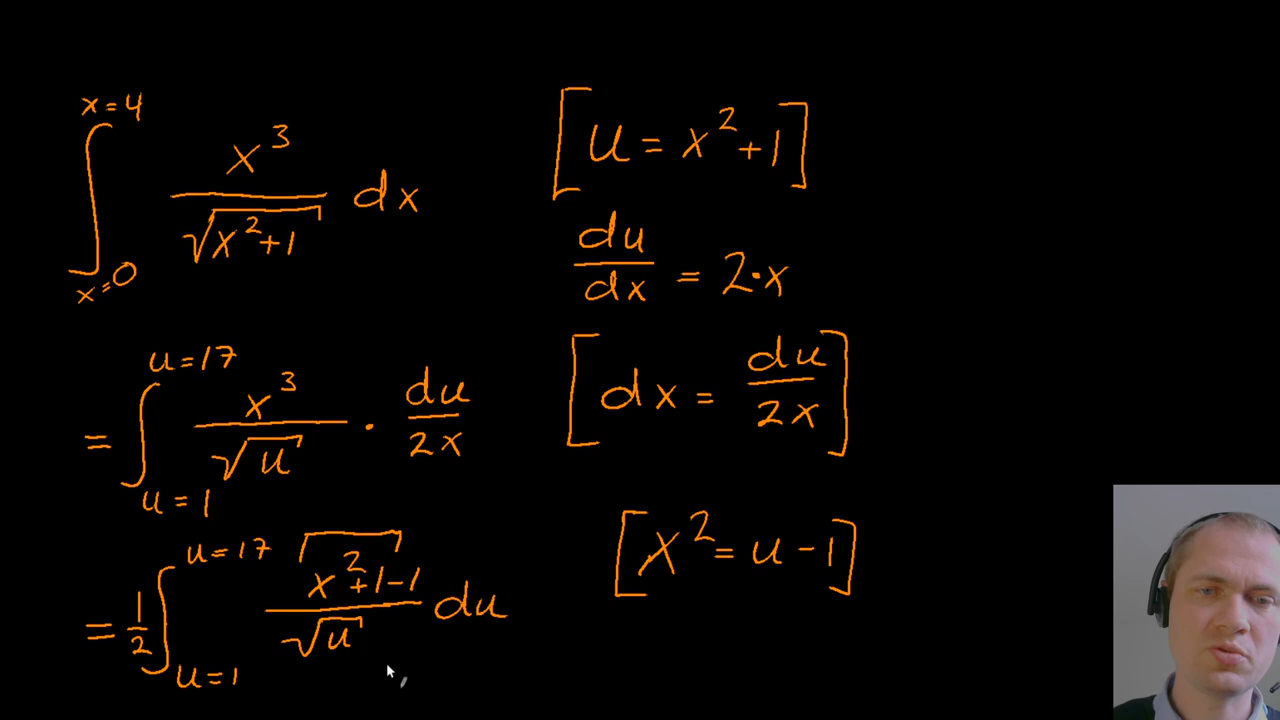 ∫_{x=0}^{x=4} x³/√(x²+1) dx
[u = x²+1]
du/dx = 2·x
= ∫_{u=1}^{u=17} x³/√u · du/2x
[dx = du/2x]
= 1/2 ∫_{u=1}^{u=17} (x²+1-1)/√u du
[x² = u-1]